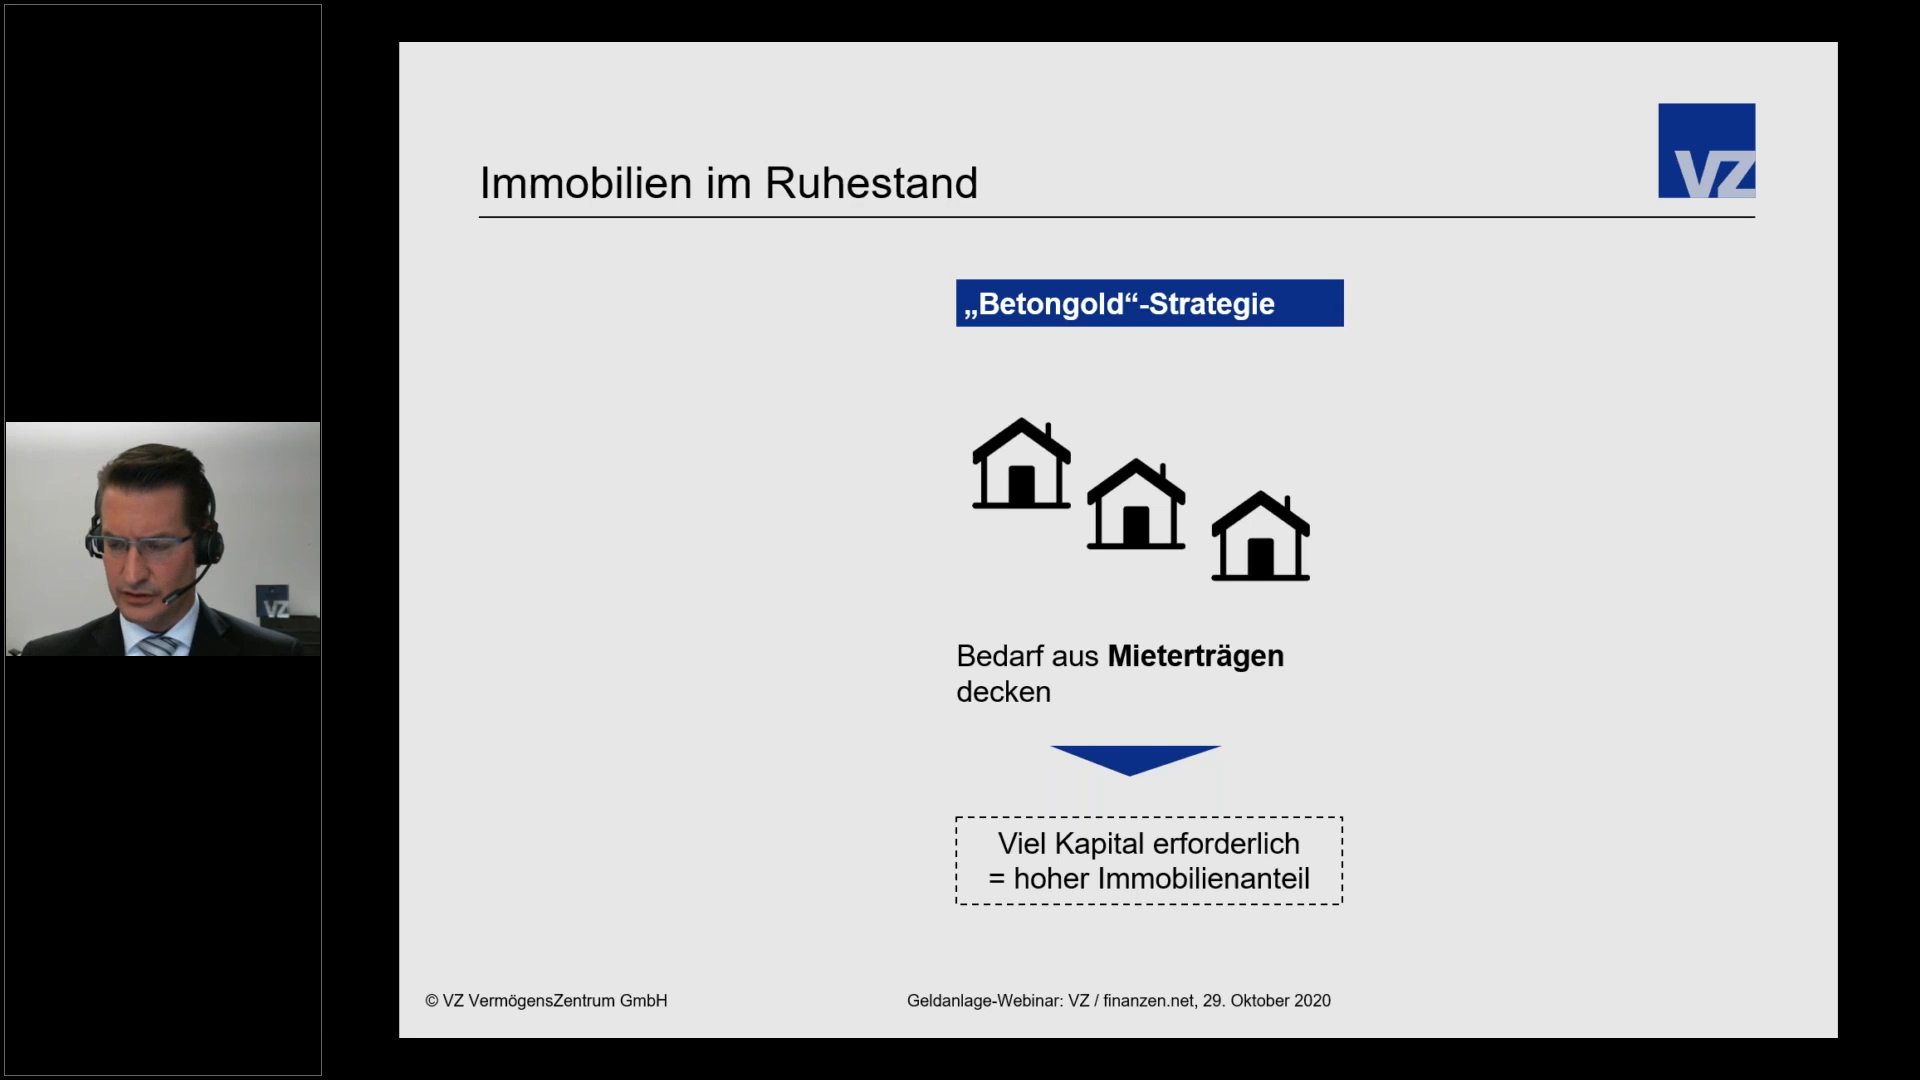 Immobilien im Ruhestand
VZ
„Betongold“-Strategie
Bedarf aus Mieterträgen
decken
Viel Kapital erforderlich
= hoher Immobilienanteil
© VZ VermögensZentrum GmbH
Geldanlage-Webinar: VZ / finanzen.net, 29. Oktober 2020
VZ